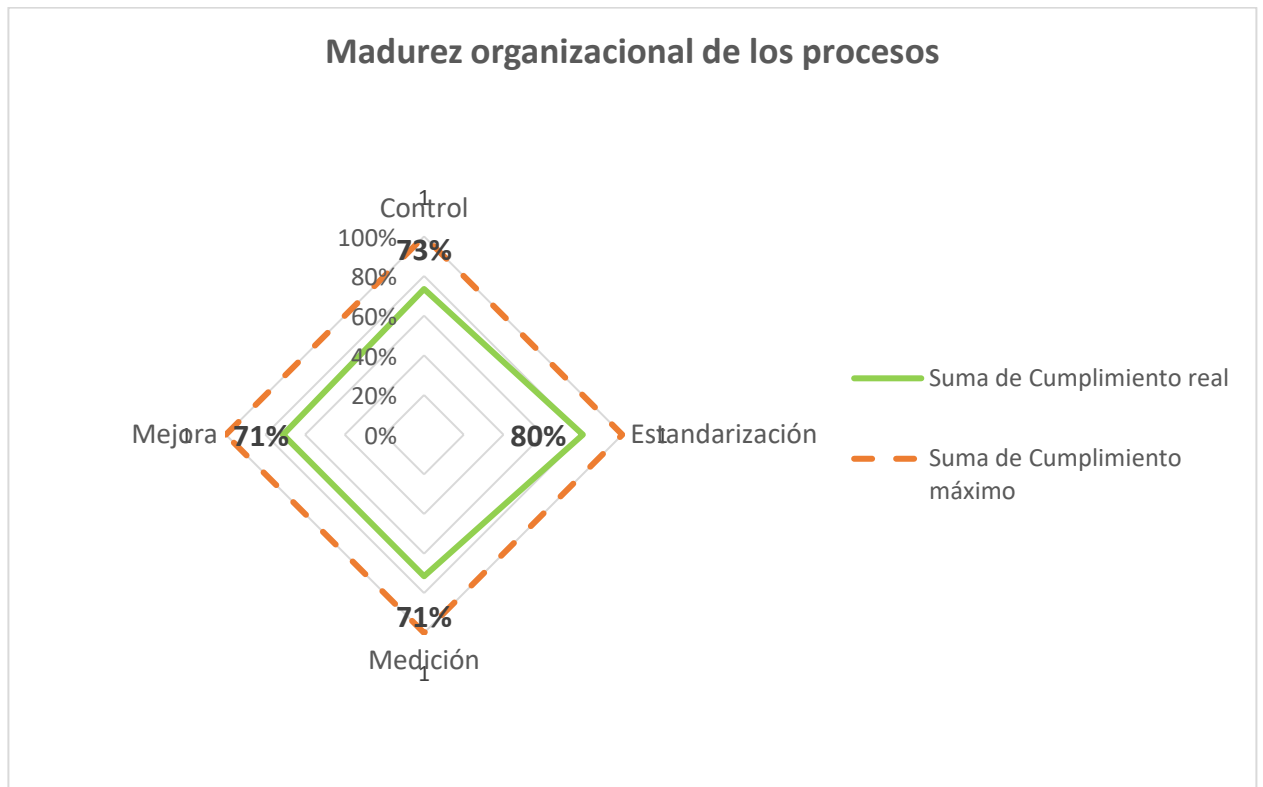 Madurez organizacional de los procesos
1
Control
100%
73%
80%
60%
40%
20%
0%
Mejora
1
71%
80%
Estandarización
1
71%
Medición
1
Suma de Cumplimiento real
Suma de Cumplimiento
máximo